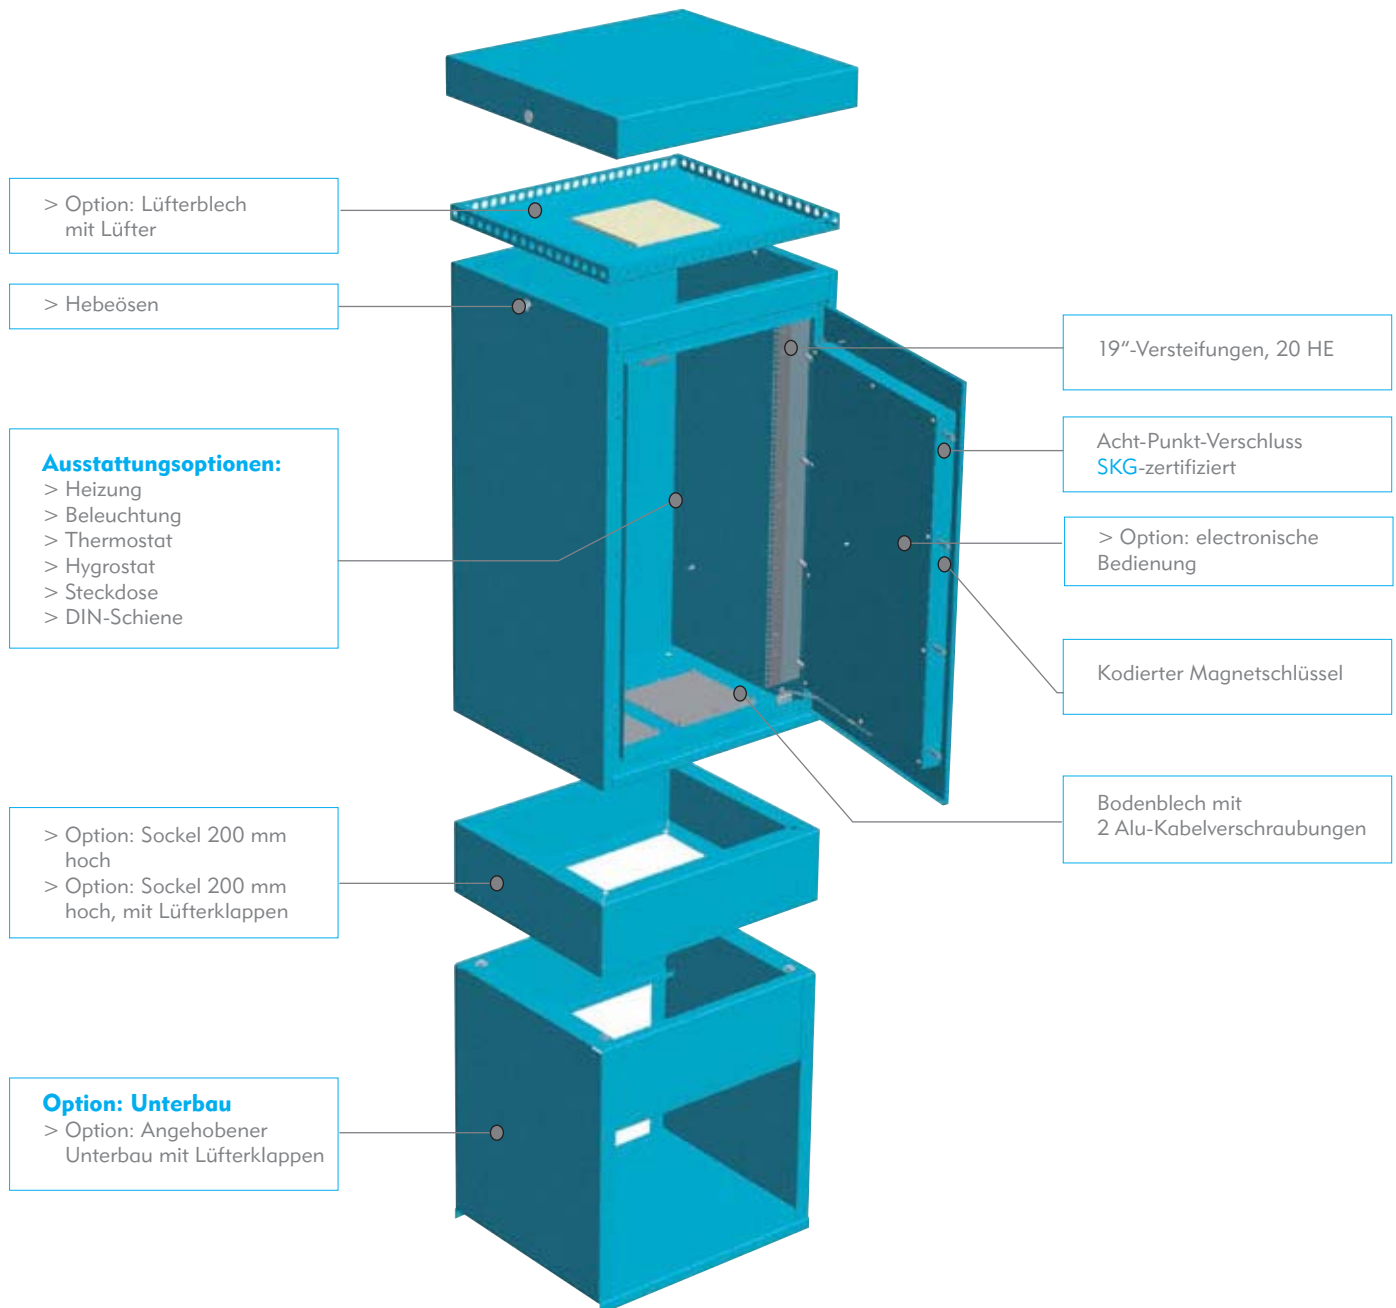 > Option: Lüfterblech
mit Lüfter
> Hebeösen
Ausstattungsoptionen:
> Heizung
> Beleuchtung
> Thermostat
> Hygrostat
> Steckdose
> DIN-Schiene
> Option: Sockel 200 mm
hoch
> Option: Sockel 200 mm
hoch, mit Lüfterklappen
Option: Unterbau
> Option: Angehobener
Unterbau mit Lüfterklappen
19“-Versteifungen, 20 HE
Acht-Punkt-Verschluss
SKG-zertifiziert
> Option: electronische
Bedienung
Kodierter Magnetschlüssel
Bodenblech mit
2 Alu-Kabelverschraubungen